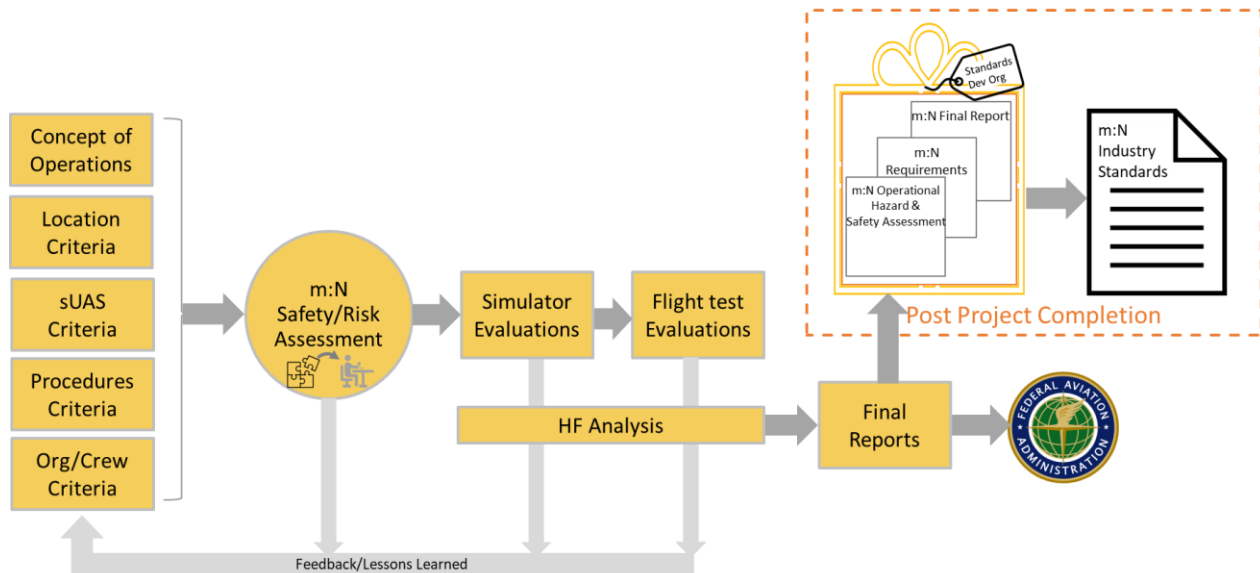 Concept of
Operations
Location
Criteria
sUAS
Criteria
Procedures
Criteria
Org/Crew
Criteria
m:N
Safety/Risk
Assessment
Simulator
Evaluations
Flight test
Evaluations
HF Analysis
Feedback/Lessons Learned
Final
Reports
FEDERAL AVIATION
ADMINISTRATION
Standards
Dev Org
m:N Final Report
m:N
Requirements
m:N Operational
Hazard &
Safety Assessment
m:N
Industry
Standards
Post Project Completion